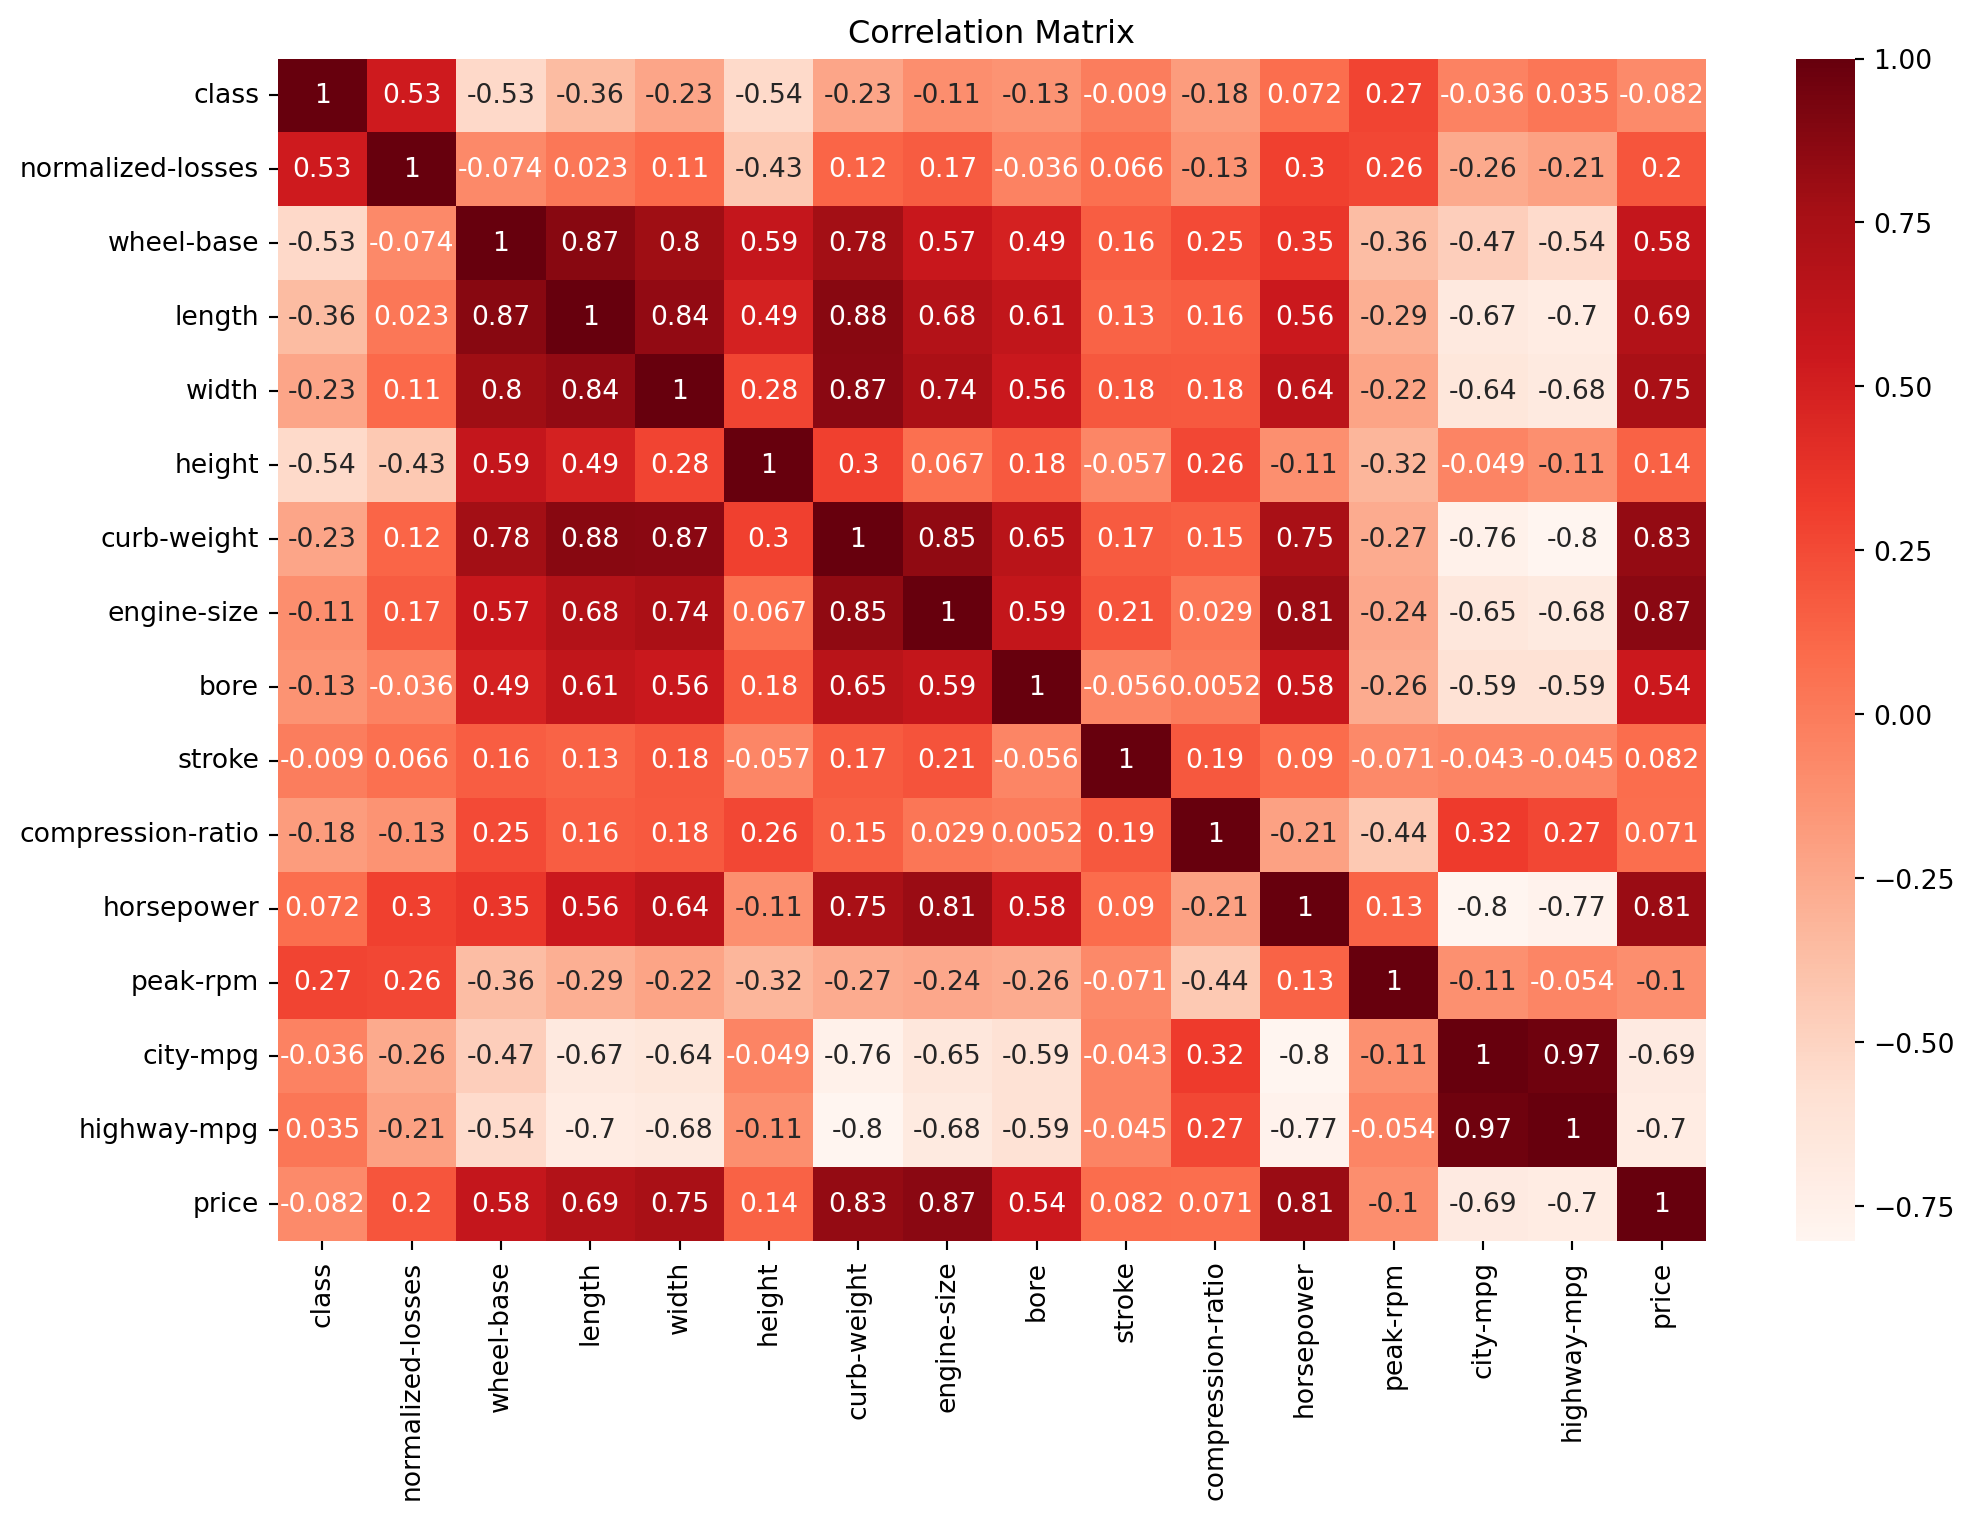 Correlation Matrix
class 1 0.53 -0.53 -0.36 -0.23 -0.54 -0.23 -0.11 -0.13 -0.009 -0.18 0.072 0.27 -0.036 0.035 -0.082
normalized-losses 0.53 1 -0.074 0.023 0.11 -0.43 0.12 0.17 -0.036 0.066 -0.13 0.3 0.26 -0.26 -0.21 0.2
wheel-base -0.53 -0.074 1 0.87 0.8 0.59 0.78 0.57 0.49 0.16 0.25 0.35 -0.36 -0.47 -0.54 0.58
length -0.36 0.023 0.87 1 0.84 0.49 0.88 0.68 0.61 0.13 0.16 0.56 -0.29 -0.67 -0.7 0.69
width -0.23 0.11 0.8 0.84 1 0.28 0.87 0.74 0.56 0.18 0.18 0.64 -0.22 -0.64 -0.68 0.75
height -0.54 -0.43 0.59 0.49 0.28 1 0.3 0.067 0.18 -0.057 0.26 -0.11 -0.32 -0.049 -0.11 0.14
curb-weight -0.23 0.12 0.78 0.88 0.87 0.3 1 0.85 0.65 0.17 0.15 0.75 -0.27 -0.76 -0.8 0.83
engine-size -0.11 0.17 0.57 0.68 0.74 0.067 0.85 1 0.59 0.21 0.029 0.81 -0.24 -0.65 -0.68 0.87
bore -0.13 -0.036 0.49 0.61 0.56 0.18 0.65 0.59 1 -0.056 0.0052 0.58 -0.26 -0.59 -0.59 0.54
stroke -0.009 0.066 0.16 0.13 0.18 -0.057 0.17 0.21 -0.056 1 0.19 0.09 -0.071 -0.043 -0.045 0.082
compression-ratio -0.18 -0.13 0.25 0.16 0.18 0.26 0.15 0.029 0.0052 0.19 1 -0.21 -0.44 0.32 0.27 0.071
horsepower 0.072 0.3 0.35 0.56 0.64 -0.11 0.75 0.81 0.58 0.09 -0.21 1 0.13 -0.8 -0.77 0.81
peak-rpm 0.27 0.26 -0.36 -0.29 -0.22 -0.32 -0.27 -0.24 -0.26 -0.071 -0.44 0.13 1 -0.11 -0.054 -0.1
city-mpg -0.036 -0.26 -0.47 -0.67 -0.64 -0.049 -0.76 -0.65 -0.59 -0.043 0.32 -0.8 -0.11 1 0.97 -0.69
highway-mpg 0.035 -0.21 -0.54 -0.7 -0.68 -0.11 -0.8 -0.68 -0.59 -0.045 0.27 -0.77 -0.054 0.97 1 -0.7
price -0.082 0.2 0.58 0.69 0.75 0.14 0.83 0.87 0.54 0.082 0.071 0.81 -0.1 -0.69 -0.7 1
class normalized-losses wheel-base length width height curb-weight engine-size bore stroke compression-ratio horsepower peak-rpm city-mpg highway-mpg price
1.00
0.75
0.50
0.25
0.00
−0.25
−0.50
−0.75